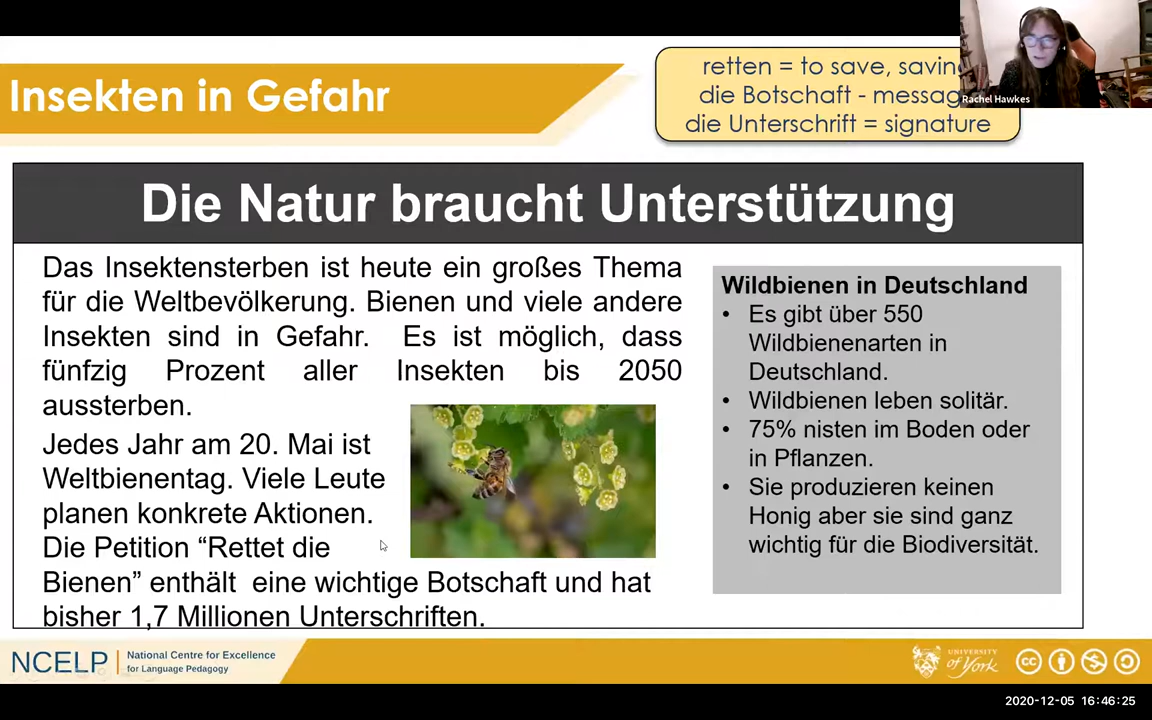 Insekten in Gefahr
retten = to save, saving
die Botschaft - messag
die Unterschrift = signature
Rachel Hawkes
Die Natur braucht Unterstützung
Das Insektensterben ist heute ein großes Thema
für die Weltbevölkerung. Bienen und viele andere
Insekten sind in Gefahr. Es ist möglich, dass
fünfzig Prozent aller Insekten bis 2050
aussterben.
Jedes Jahr am 20. Mai ist
Weltbienentag. Viele Leute
planen konkrete Aktionen.
Die Petition “Rettet die
Bienen” enthält eine wichtige Botschaft und hat
bisher 1,7 Millionen Unterschriften.
Wildbienen in Deutschland
• Es gibt über 550
Wildbienenarten in
Deutschland.
• Wildbienen leben solitär.
• 75% nisten im Boden oder
in Pflanzen.
• Sie produzieren keinen
Honig aber sie sind ganz
wichtig für die Biodiversität.
NCELP
National Centre for Excellence
for Language Pedagogy
UNIVERSITY
of York
2020-12-05 16:46:25